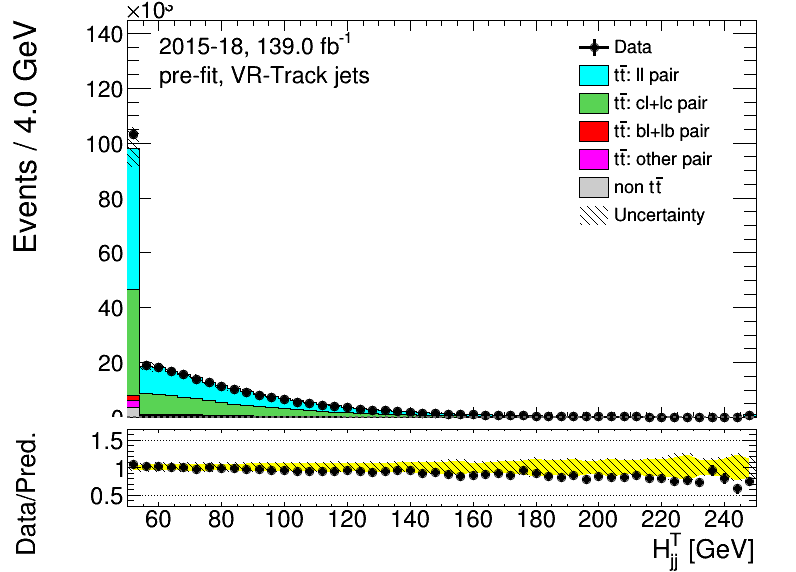 ×10³
Events / 4.0 GeV
140
120
100
80
60
40
20
0
2015-18, 139.0 fb⁻¹
pre-fit, VR-Track jets
Data
tt̄: ll pair
tt̄: cl+lc pair
tt̄: bl+lb pair
tt̄: other pair
non tt̄
Uncertainty
Data/Pred.
1.5
1
0.5
60 80 100 120 140 160 180 200 220 240
H_jj^T [GeV]